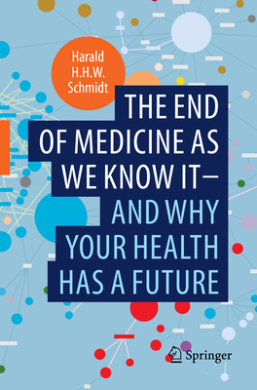 Harald
H.H.W.
Schmidt
THE END
OF MEDICINE AS
WE KNOW IT–
AND WHY
YOUR HEALTH
HAS A FUTURE
Springer